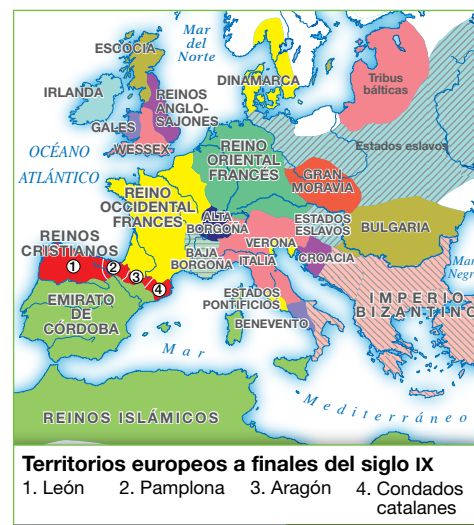 Mar
del
Norte
ESCOCIA
IRLANDA
DINAMARCA
Tribus
bálticas
REINOS
ANGLO-
SAJONES
GALES
WESSEX
OCÉANO
ATLÁNTICO
REINO
ORIENTAL
FRANCÉS
Estados eslavos
GRAN
MORAVIA
REINO
OCCIDENTAL
FRANCÉS
ALTA
BORGOÑA
ESTADOS
ESLAVOS
BULGARIA
REINOS
CRISTIANOS
BAJA
BORGOÑA
VERONA
ITALIA
CROACIA
Mar
Negro
1
2
3
4
EMIRATO
DE
CÓRDOBA
ESTADOS
PONTIFICIOS
BENEVENTO
IMPERIO
BIZANTINO
Mar
Mediterráneo
REINOS ISLÁMICOS
Territorios europeos a finales del siglo IX
1. León 2. Pamplona 3. Aragón 4. Condados
catalanes